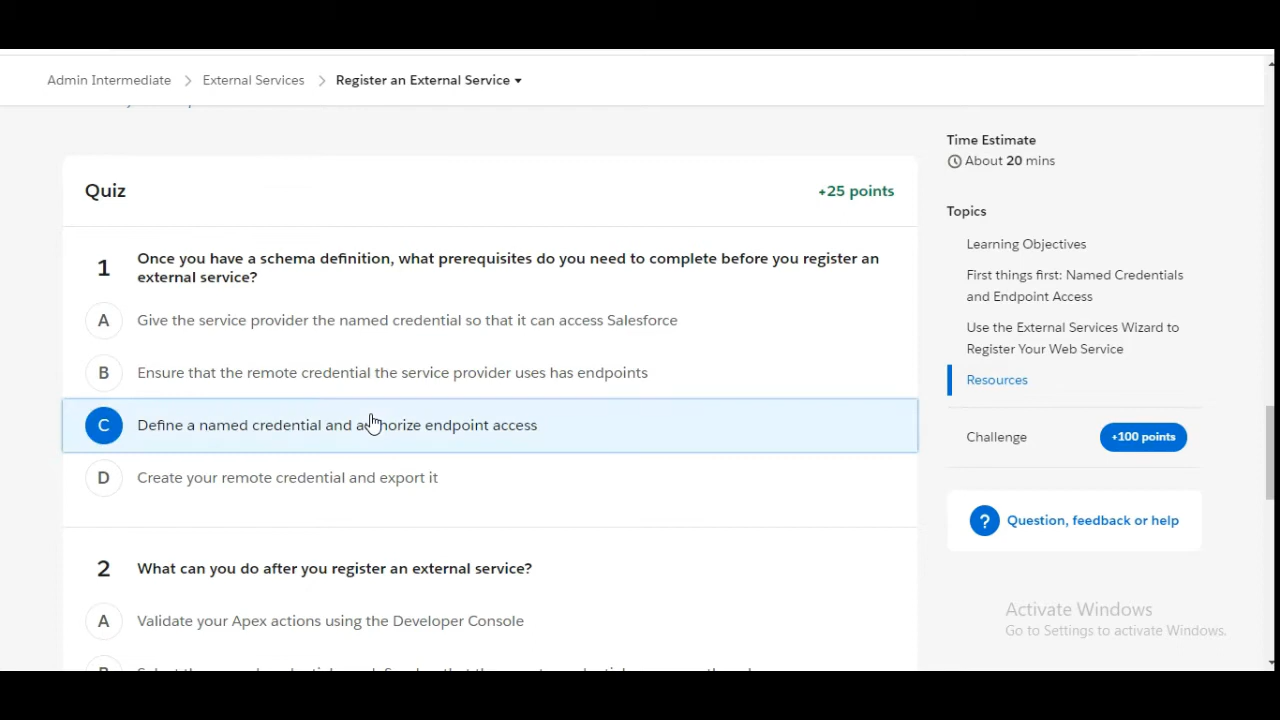 Admin Intermediate > External Services > Register an External Service
Time Estimate
About 20 mins
Quiz
+25 points
Topics
Learning Objectives
First things first: Named Credentials
and Endpoint Access
Use the External Services Wizard to
Register Your Web Service
Resources
Challenge
+100 points
? Question, feedback or help
1 Once you have a schema definition, what prerequisites do you need to complete before you register an
external service?
A Give the service provider the named credential so that it can access Salesforce
B Ensure that the remote credential the service provider uses has endpoints
C Define a named credential and authorize endpoint access
D Create your remote credential and export it
2 What can you do after you register an external service?
A Validate your Apex actions using the Developer Console
Activate Windows
Go to Settings to activate Windows.